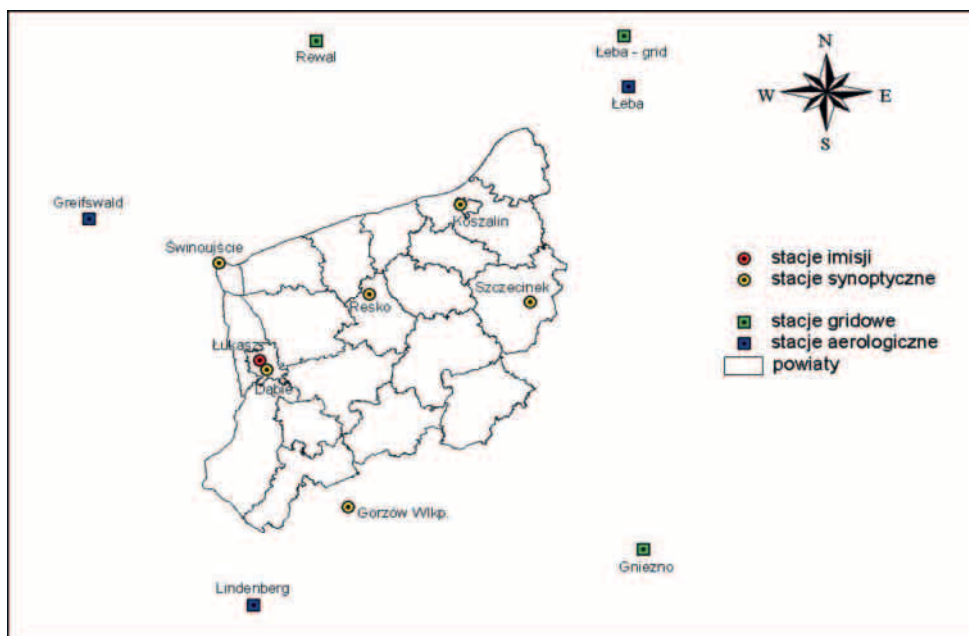 Rewal
Łeba - grid
Łeba
N
W
E
S
Greifswald
Koszalin
Świnoujście
Szczecinek
Resko
Dąbie
Gorzów Wlkp.
Gniezno
Lindenberg
stacje imisji
stacje synoptyczne
stacje gridowe
stacje aerologiczne
powiaty